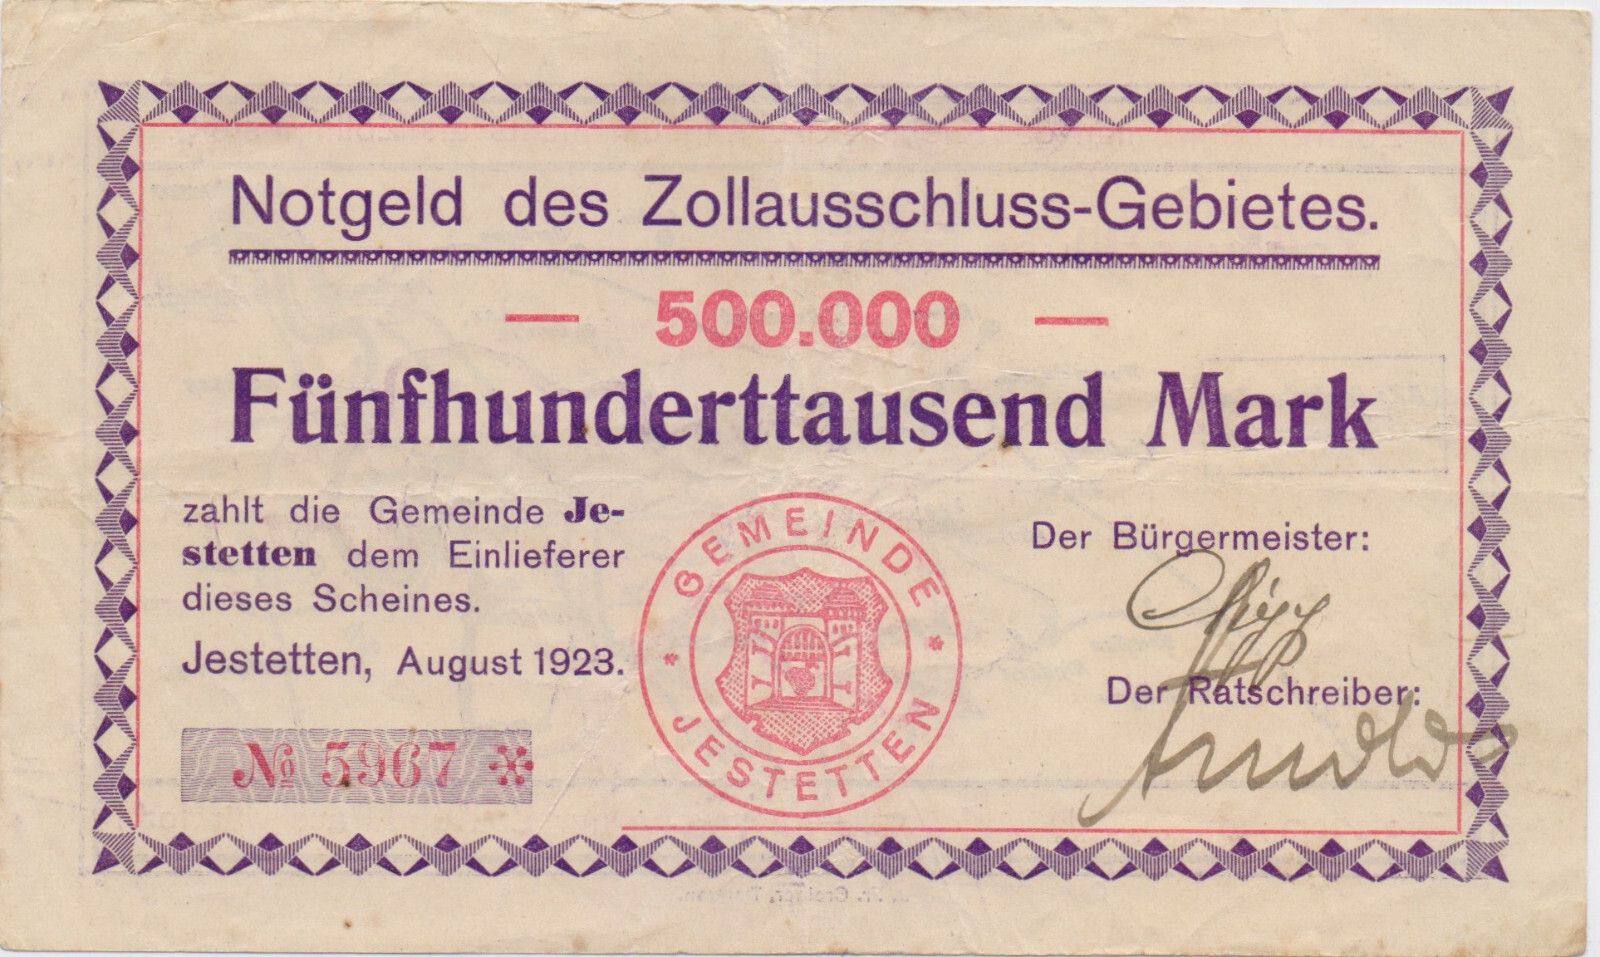 Notgeld des Zollausschluss-Gebietes.
— 500.000 —
Fünfhunderttausend Mark
zahlt die Gemeinde Je-
stetten dem Einlieferer
dieses Scheines.
Jestetten, August 1923.
№ 5967
GEMEINDE
* JESTETTEN *
Der Bürgermeister:
Der Ratschreiber: